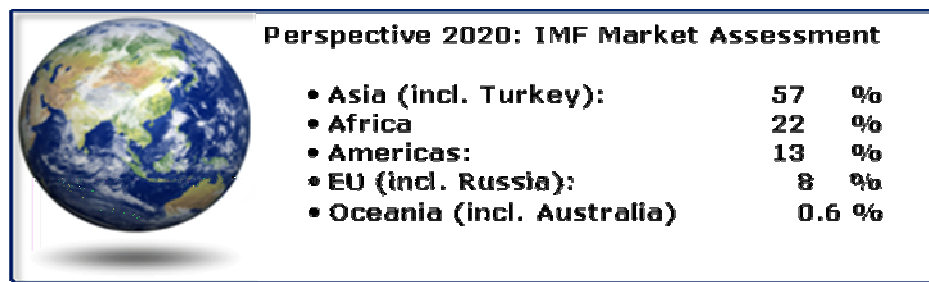 Perspective 2020: IMF Market Assessment
• Asia (incl. Turkey): 57 %
• Africa 22 %
• Americas: 13 %
• EU (incl. Russia): 8 %
• Oceania (incl. Australia) 0.6 %